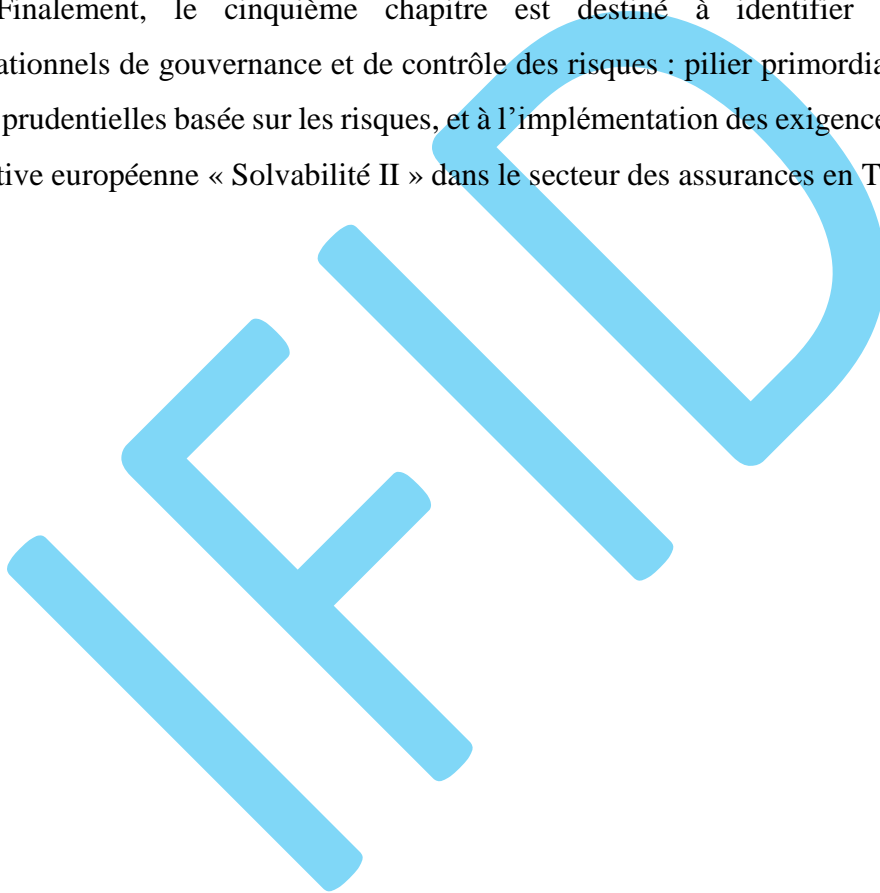 Finalement, le cinquième chapitre est destiné à identifier
ationnels de gouvernance et de contrôle des risques : pilier primordia
prudentielles basée sur les risques, et à l’implémentation des exigence
tive européenne « Solvabilité II » dans le secteur des assurances en T
IFID